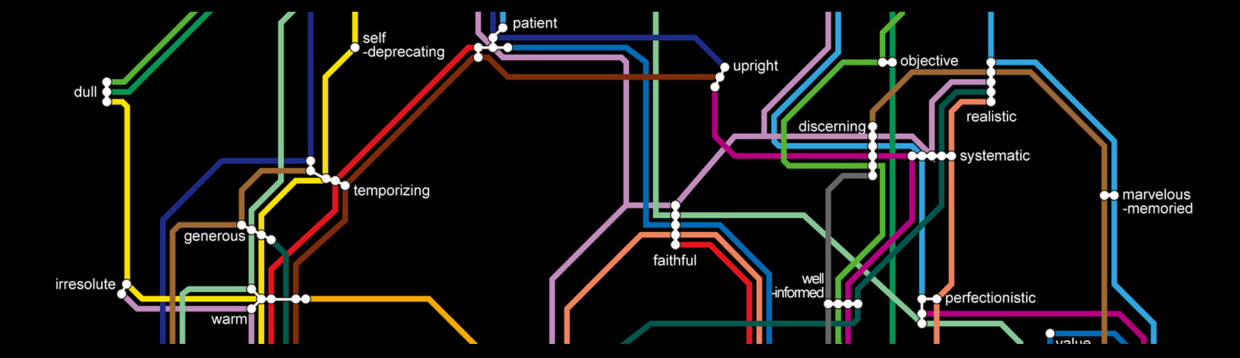 patient
self
-deprecating
upright
objective
dull
realistic
discerning
systematic
temporizing
marvelous
-memoried
generous
faithful
irresolute
well
-informed
perfectionistic
warm
value